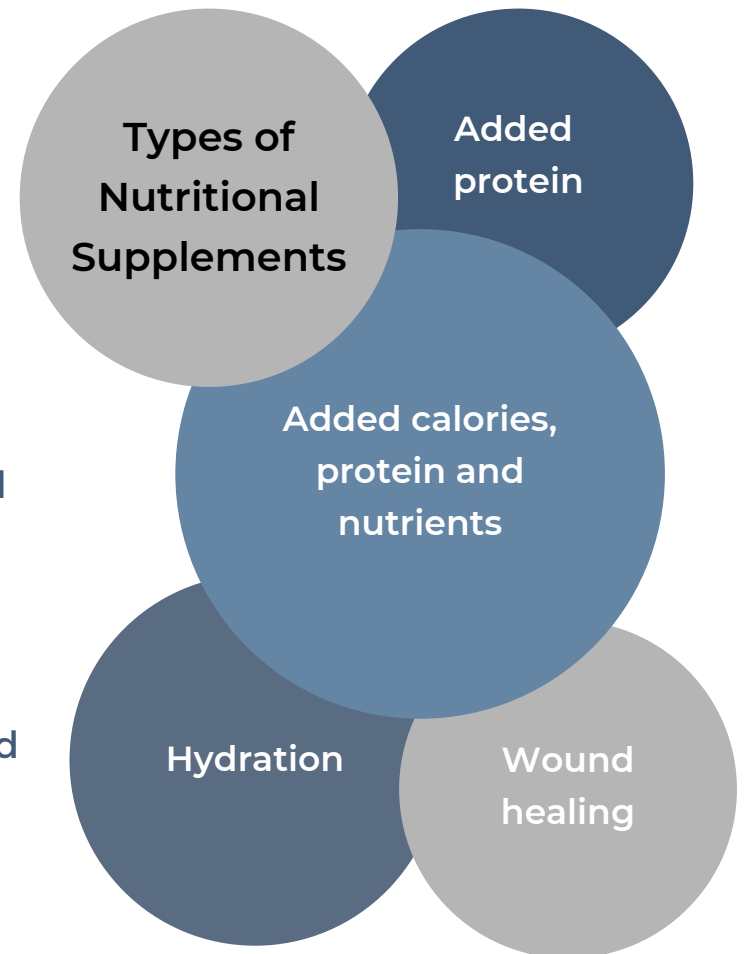 Types of
Nutritional
Supplements
Added
protein
Added calories,
protein and
nutrients
Hydration
Wound
healing